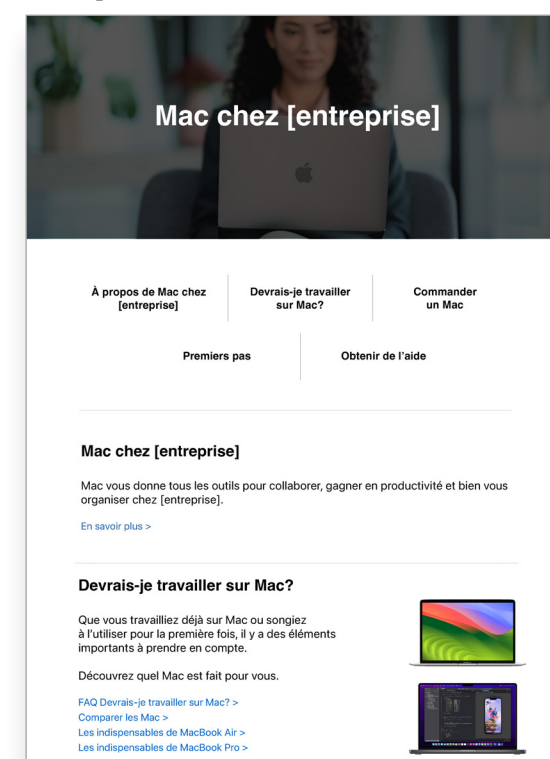 Mac chez [entreprise]
À propos de Mac chez
[entreprise]
Devrais-je travailler
sur Mac?
Commander
un Mac
Premiers pas
Obtenir de l’aide
Mac chez [entreprise]
Mac vous donne tous les outils pour collaborer, gagner en productivité et bien vous
organiser chez [entreprise].
En savoir plus >
Devrais-je travailler sur Mac?
Que vous travailliez déjà sur Mac ou songiez
à l’utiliser pour la première fois, il y a des éléments
importants à prendre en compte.
Découvrez quel Mac est fait pour vous.
FAQ Devrais-je travailler sur Mac? >
Comparer les Mac >
Les indispensables de MacBook Air >
Les indispensables de MacBook Pro >